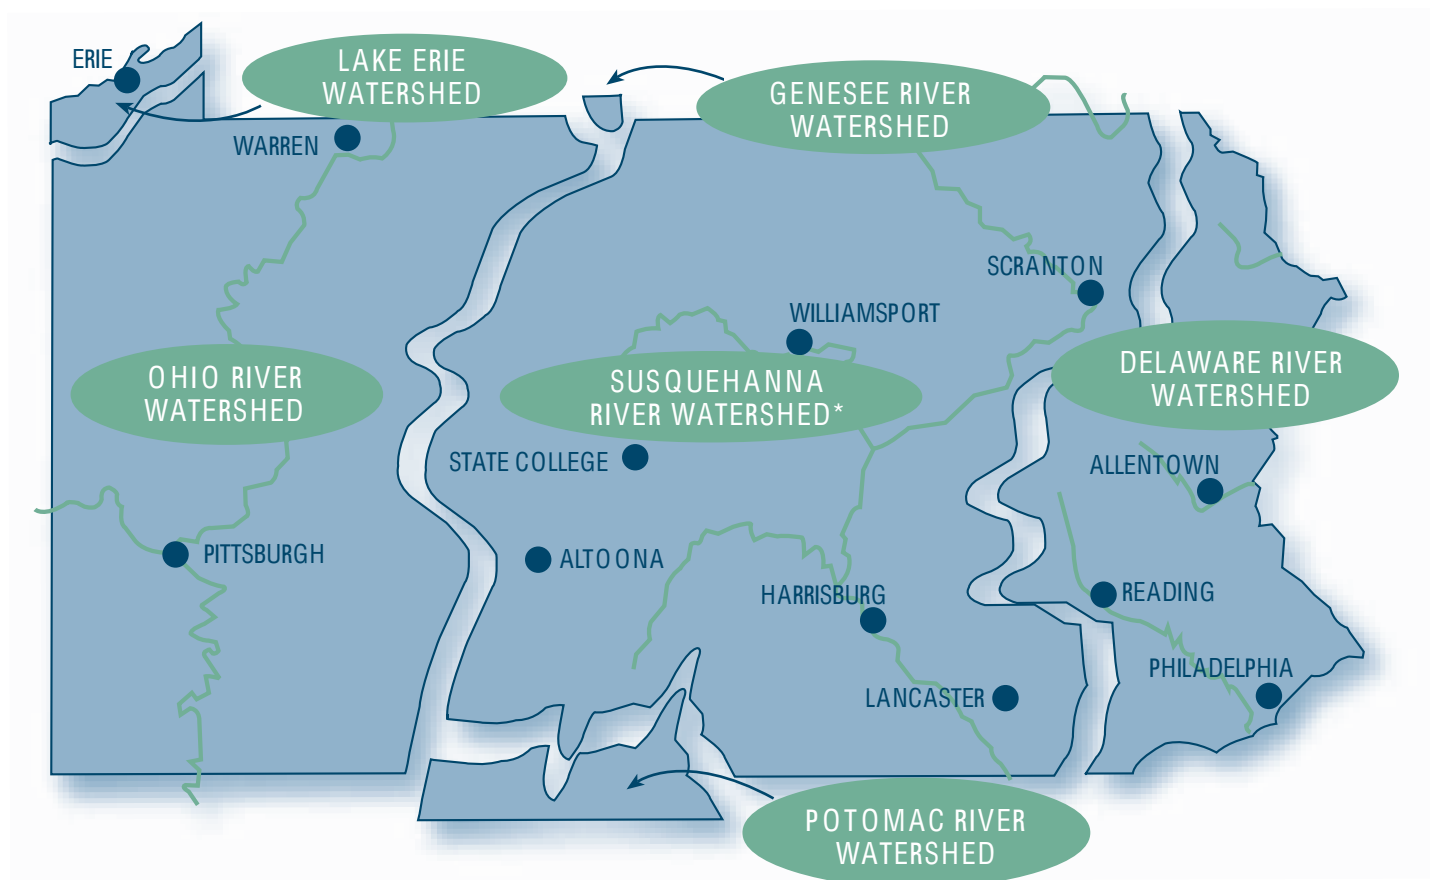 ERIE
LAKE ERIE
WATERSHED
GENESEE RIVER
WATERSHED
WARREN
SCRANTON
WILLIAMSPORT
OHIO RIVER
WATERSHED
SUSQUEHANNA
RIVER WATERSHED*
DELAWARE RIVER
WATERSHED
STATE COLLEGE
ALLENTOWN
PITTSBURGH
ALTOONA
HARRISBURG
READING
PHILADELPHIA
LANCASTER
POTOMAC RIVER
WATERSHED